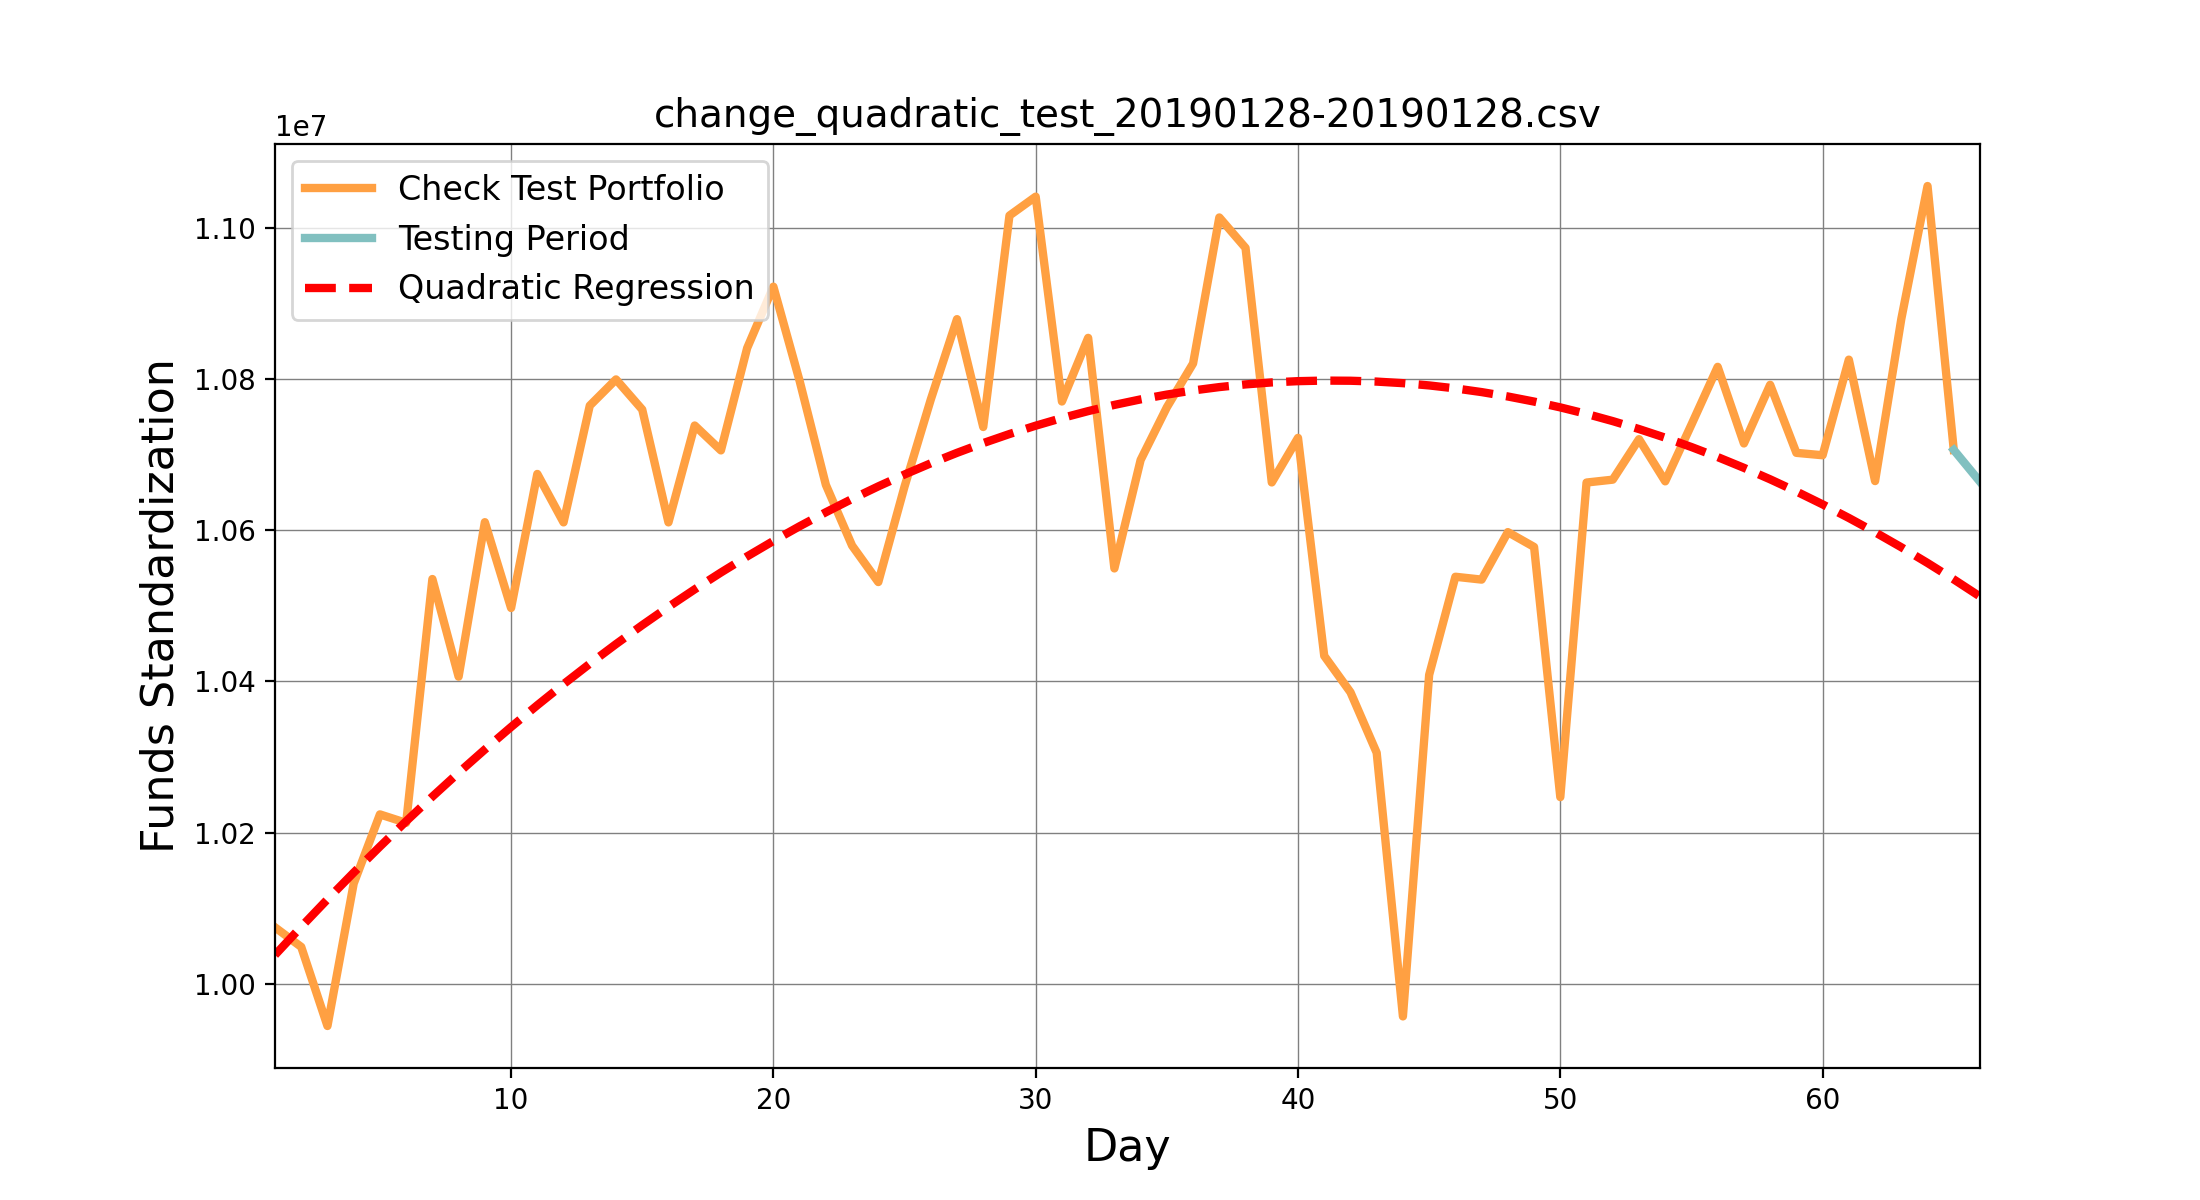 change_quadratic_test_20190128-20190128.csv
1e7
Check Test Portfolio
Testing Period
Quadratic Regression
Funds Standardization
1.10
1.08
1.06
1.04
1.02
1.00
10 20 30 40 50 60
Day